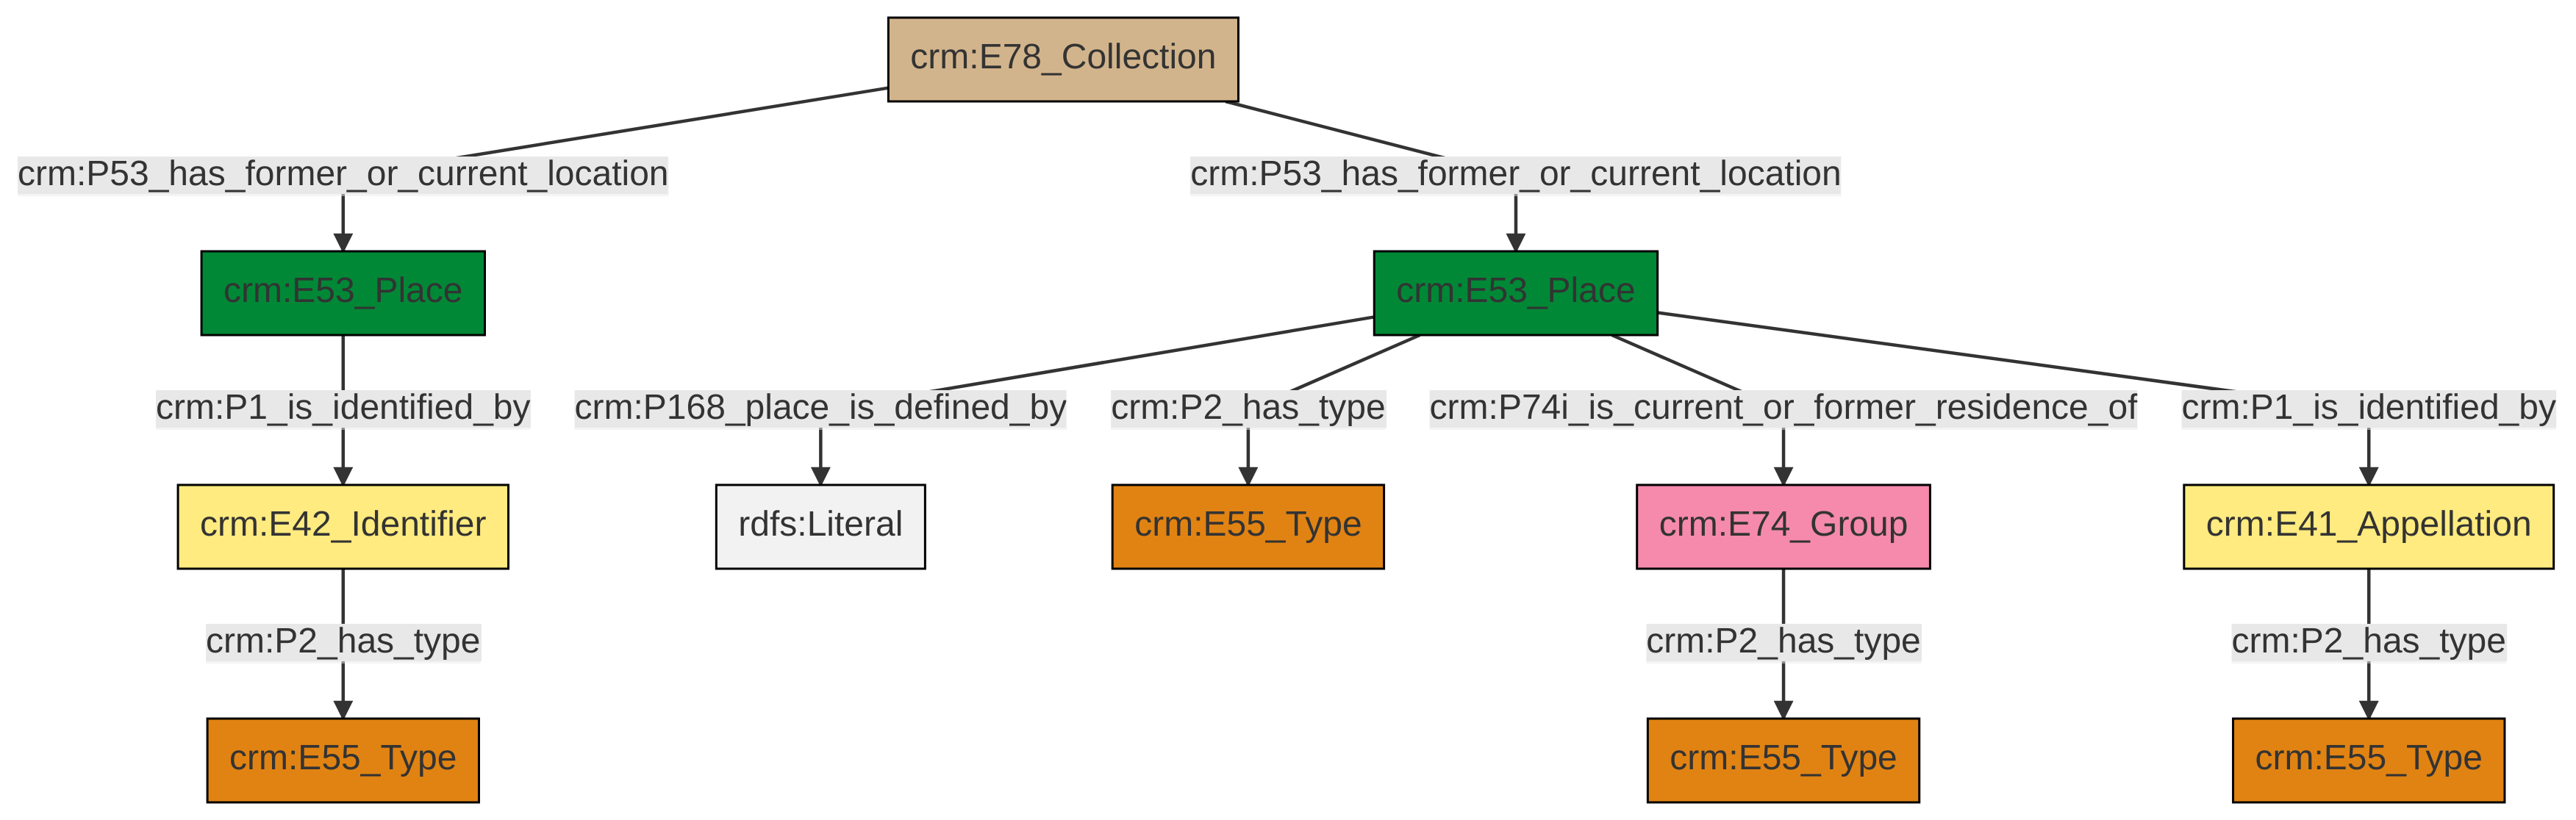 crm:E78_Collection
crm:P53_has_former_or_current_location
crm:P53_has_former_or_current_location
crm:E53_Place
crm:E53_Place
crm:P1_is_identified_by
crm:P168_place_is_defined_by
crm:P2_has_type
crm:P74i_is_current_or_former_residence_of
crm:P1_is_identified_by
crm:E42_Identifier
rdfs:Literal
crm:E55_Type
crm:E74_Group
crm:E41_Appellation
crm:P2_has_type
crm:P2_has_type
crm:P2_has_type
crm:E55_Type
crm:E55_Type
crm:E55_Type